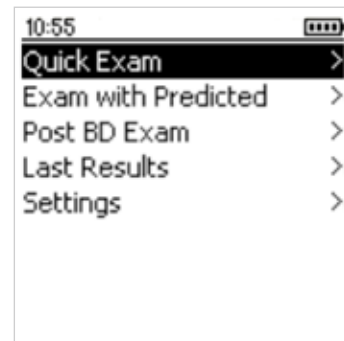 10:55
Quick Exam >
Exam with Predicted >
Post BD Exam >
Last Results >
Settings >